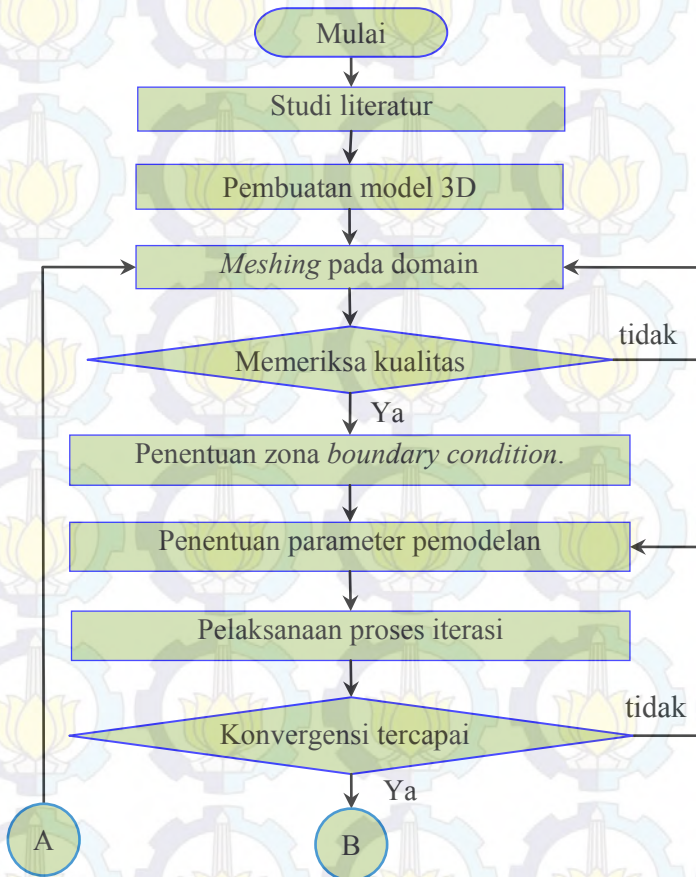 Mulai
Studi literatur
Pembuatan model 3D
Meshing pada domain
tidak
Memeriksa kualitas
Ya
Penentuan zona boundary condition.
Penentuan parameter pemodelan
Pelaksanaan proses iterasi
tidak
Konvergensi tercapai
Ya
A
B